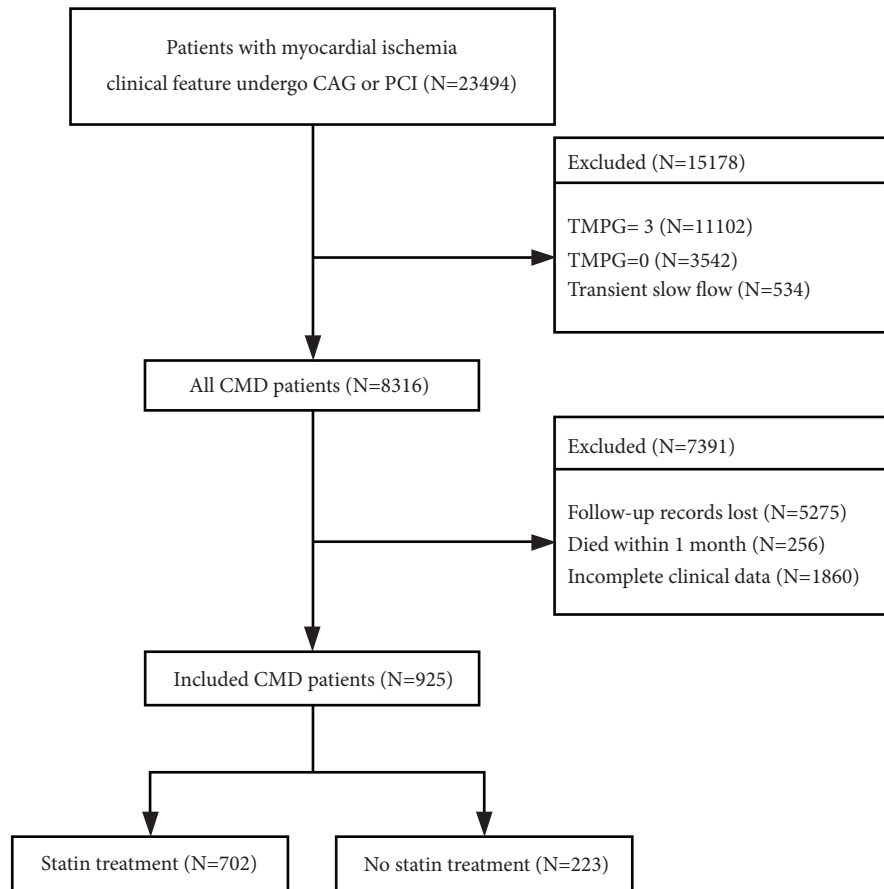 Patients with myocardial ischemia
clinical feature undergo CAG or PCI (N=23494)
Excluded (N=15178)
TMPG= 3 (N=11102)
TMPG=0 (N=3542)
Transient slow flow (N=534)
All CMD patients (N=8316)
Excluded (N=7391)
Follow-up records lost (N=5275)
Died within 1 month (N=256)
Incomplete clinical data (N=1860)
Included CMD patients (N=925)
Statin treatment (N=702)
No statin treatment (N=223)